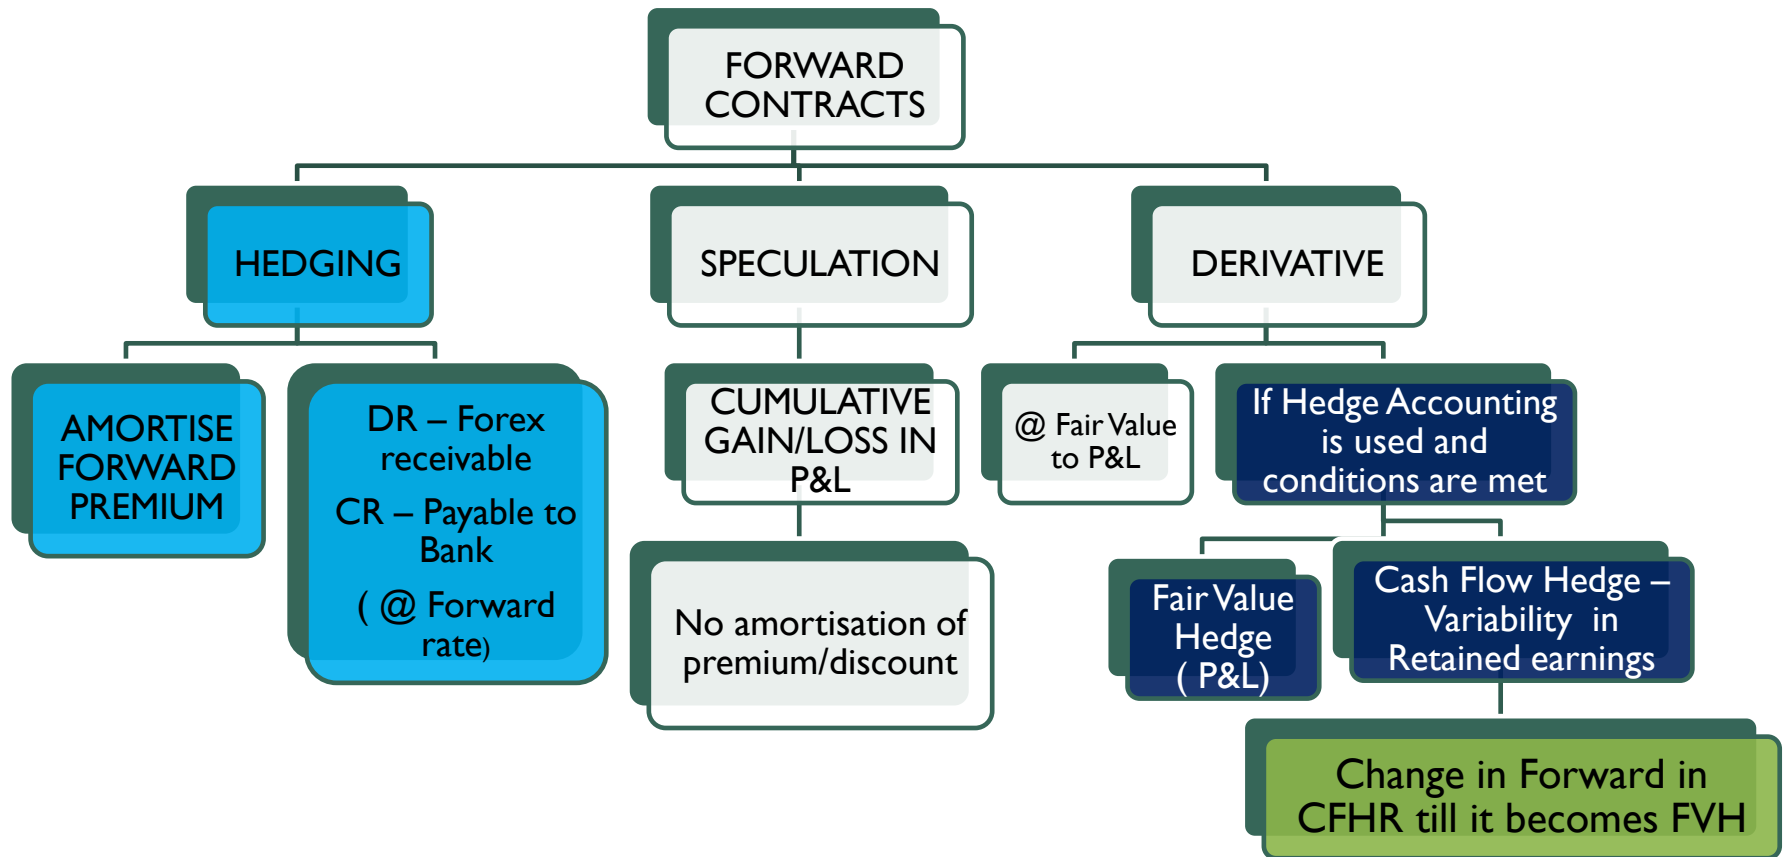 FORWARD
CONTRACTS
HEDGING
SPECULATION
DERIVATIVE
AMORTISE
FORWARD
PREMIUM
DR – Forex
receivable
CR – Payable to
Bank
( @ Forward
rate)
CUMULATIVE
GAIN/LOSS IN
P&L
No amortisation of
premium/discount
@ Fair Value
to P&L
If Hedge Accounting
is used and
conditions are met
Fair Value
Hedge
( P&L)
Cash Flow Hedge –
Variability in
Retained earnings
Change in Forward in
CFHR till it becomes FVH